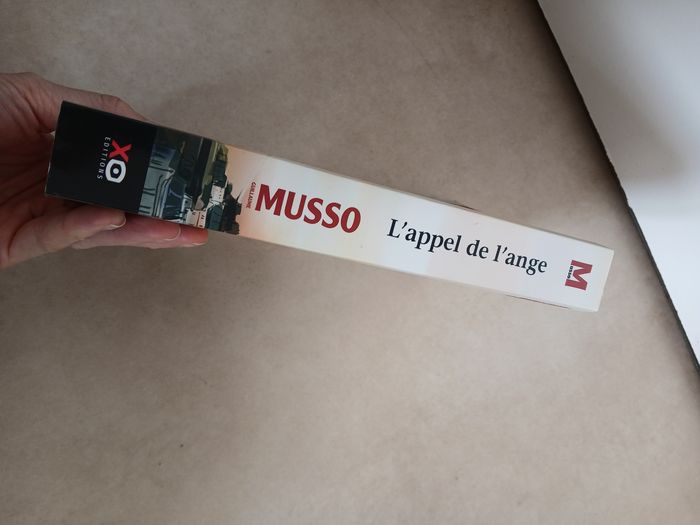 XO
EDITIONS
GUILLAUME
MUSSO
L'appel de l'ange
M